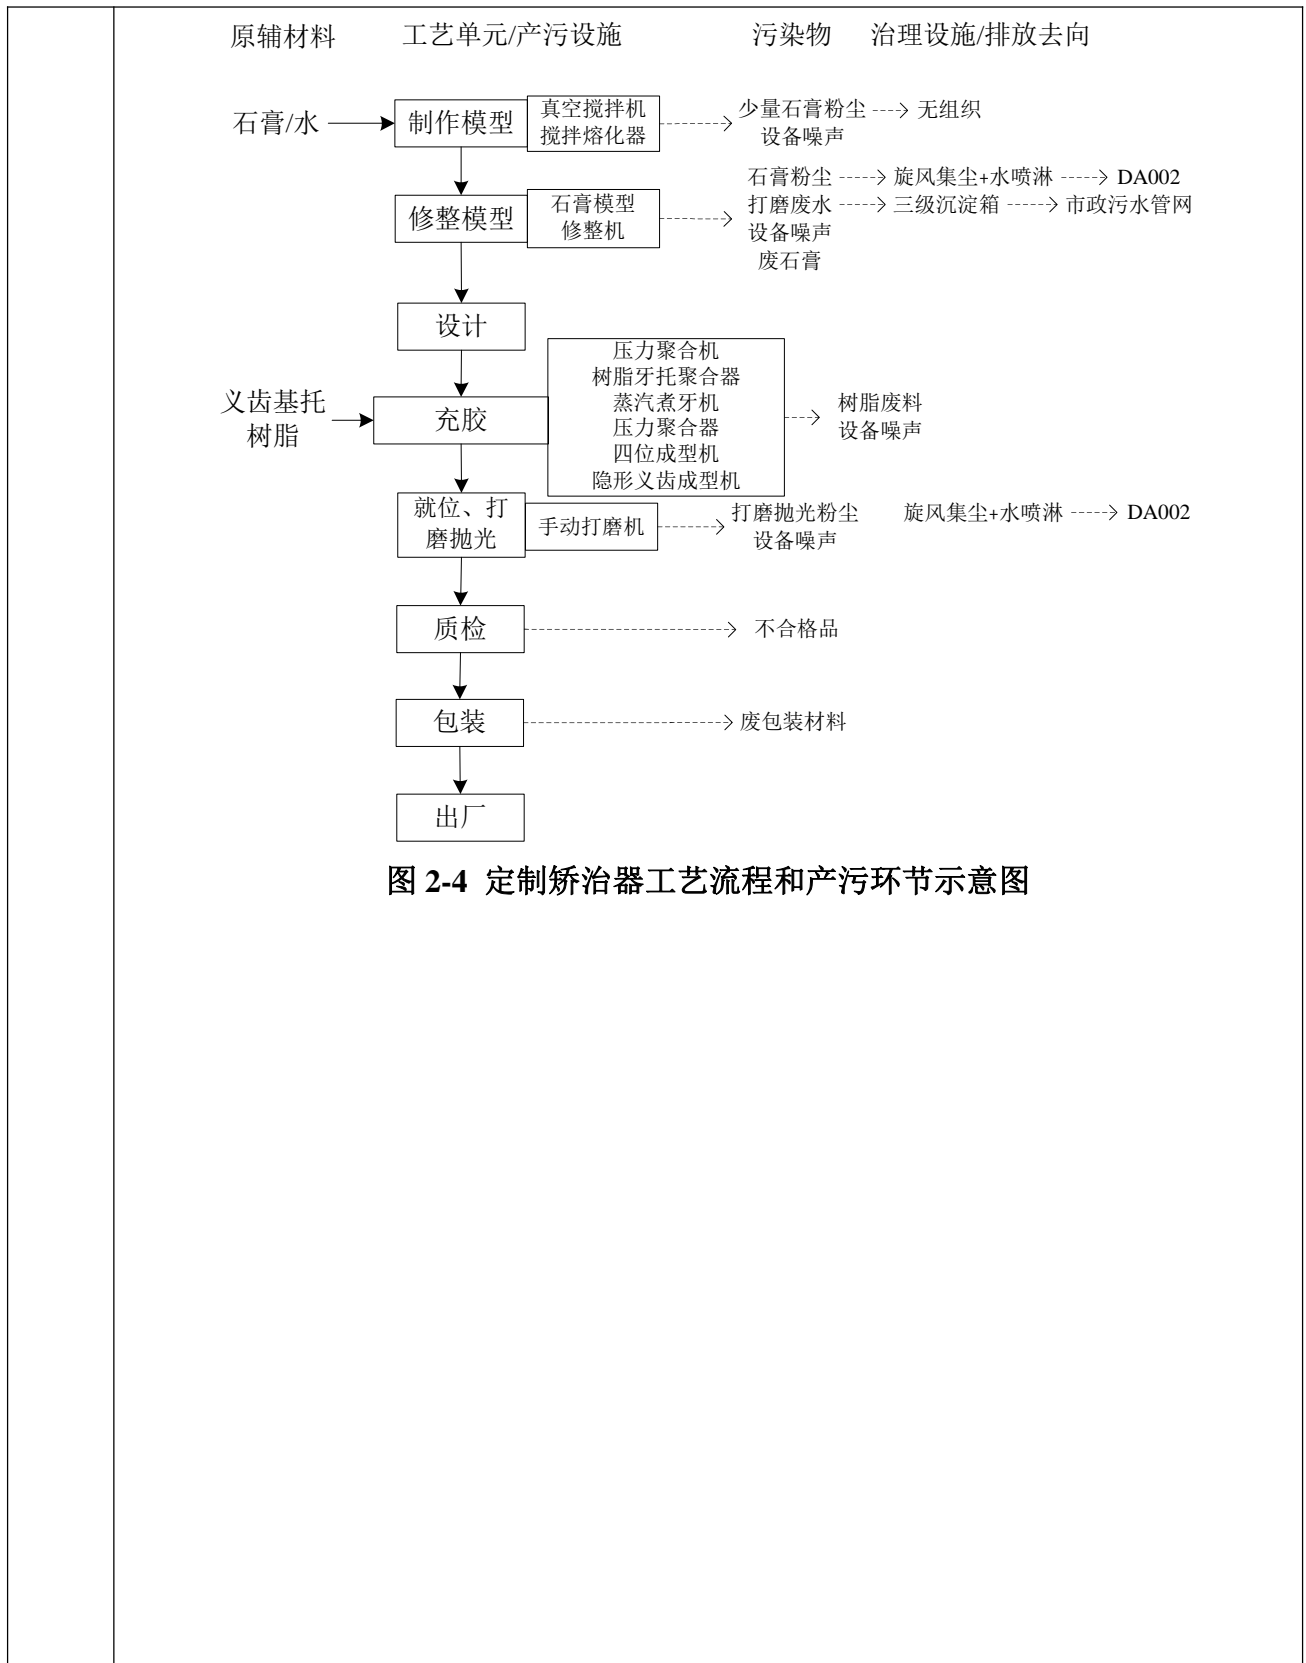 原辅材料 工艺单元/产污设施 污染物 治理设施/排放去向
石膏/水
制作模型
真空搅拌机
搅拌熔化器
少量石膏粉尘
设备噪声
无组织
修整模型
石膏模型
修整机
石膏粉尘 旋风集尘+水喷淋 DA002
打磨废水 三级沉淀箱 市政污水管网
设备噪声
废石膏
设计
义齿基托
树脂
充胶
压力聚合机
树脂牙托聚合器
蒸汽煮牙机
压力聚合器
四位成型机
隐形义齿成型机
树脂废料
设备噪声
就位、打
磨抛光
手动打磨机
打磨抛光粉尘
设备噪声
旋风集尘+水喷淋 DA002
质检
不合格品
包装
废包装材料
出厂
图 2-4 定制矫治器工艺流程和产污环节示意图